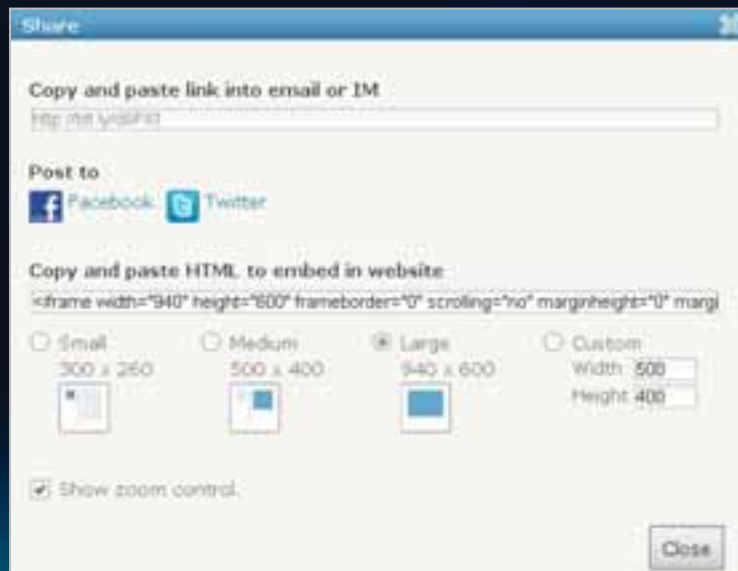 Share
Copy and paste link into email or IM
Post to
Facebook Twitter
Copy and paste HTML to embed in website
<iframe width="940" height="600" frameborder="0" scrolling="no" marginheight="0" margi
Small Medium Large Custom
300 x 260 500 x 400 940 x 600 Width 500
Height 400
Show zoom control.
Close